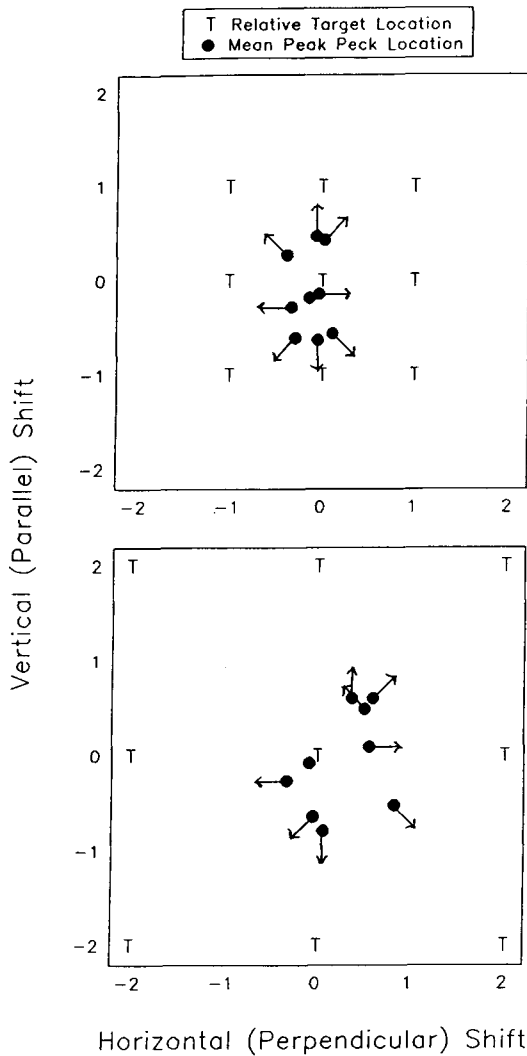 T Relative Target Location
● Mean Peak Peck Location
2
T T T
1
T T T
0
T T T
-1
-2
-2 -1 0 1 2
Vertical (Parallel) Shift
T T T
2
1
T T T
0
-1
T T T
-2
-2 -1 0 1 2
Horizontal (Perpendicular) Shift